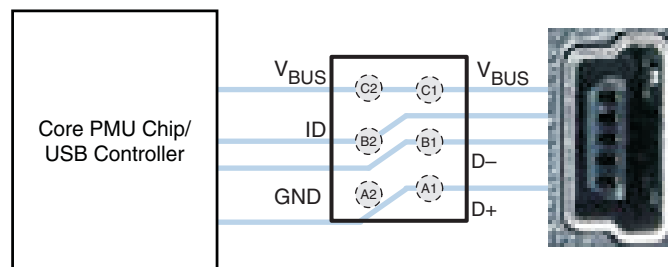 Core PMU Chip/
USB Controller
VBUS
C2
C1
VBUS
ID
B2
B1
D–
GND
A2
A1
D+